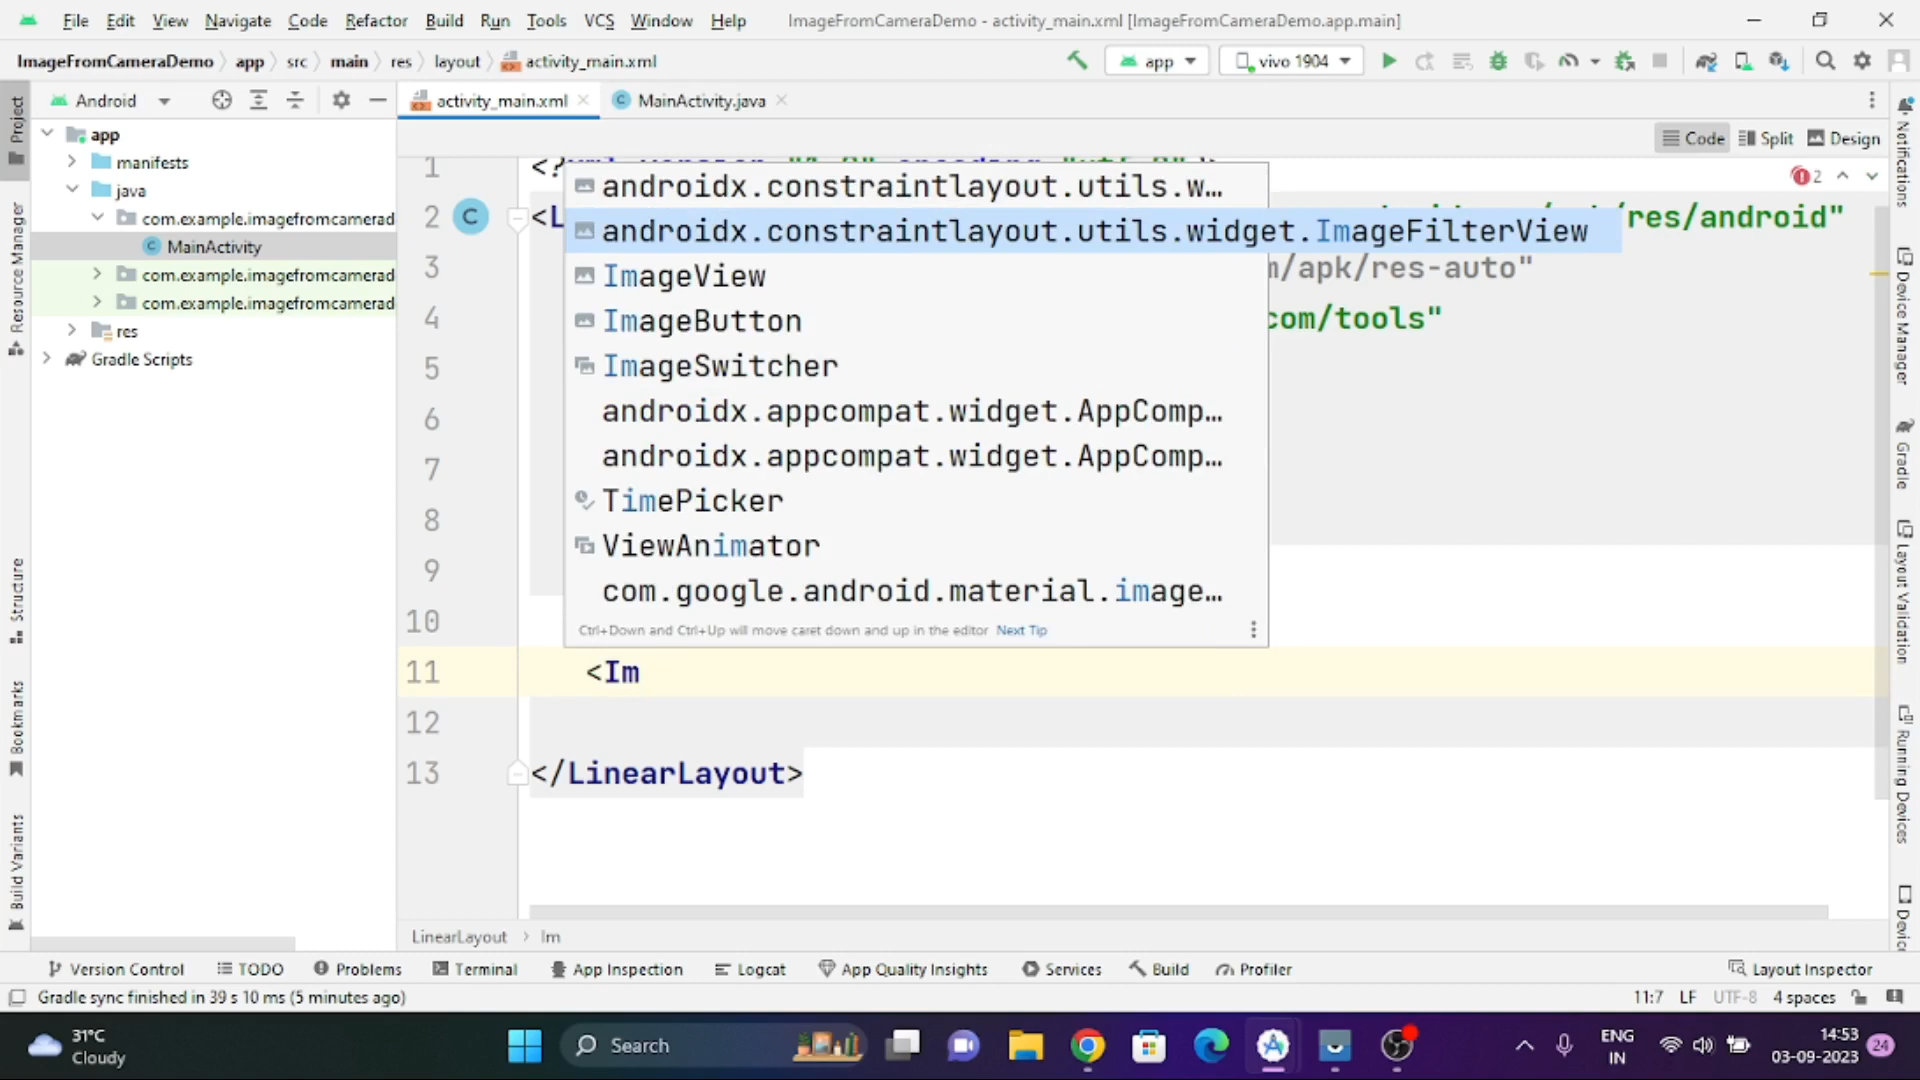 File Edit View Navigate Code Refactor Build Run Tools VCS Window Help ImageFromCameraDemo - activity_main.xml [ImageFromCameraDemo.app.main]
ImageFromCameraDemo app src main res layout activity_main.xml app vivo 1904
Android activity_main.xml MainActivity.java
Code Split Design
app
manifests
java
com.example.imagefromcamerad
MainActivity
com.example.imagefromcamerad
com.example.imagefromcamerad
res
Gradle Scripts
Project
Resource Manager
Structure
Bookmarks
Build Variants
1
2 C <L res/android"
3 m/apk/res-auto"
4 com/tools"
5
6
7
8
9
10
11 <Im
12
13 </LinearLayout>
2
androidx.constraintlayout.utils.w…
androidx.constraintlayout.utils.widget.ImageFilterView
ImageView
ImageButton
ImageSwitcher
androidx.appcompat.widget.AppComp…
androidx.appcompat.widget.AppComp…
TimePicker
ViewAnimator
com.google.android.material.image…
Ctrl+Down and Ctrl+Up will move caret down and up in the editor Next Tip
Notifications
Device Manager
Gradle
Layout Validation
Running Devices
Devic
LinearLayout Im
Version Control TODO Problems Terminal App Inspection Logcat App Quality Insights Services Build Profiler Layout Inspector
Gradle sync finished in 39 s 10 ms (5 minutes ago) 11:7 LF UTF-8 4 spaces
31°C
Cloudy
Search
ENG
IN
14:53
03-09-2023
24